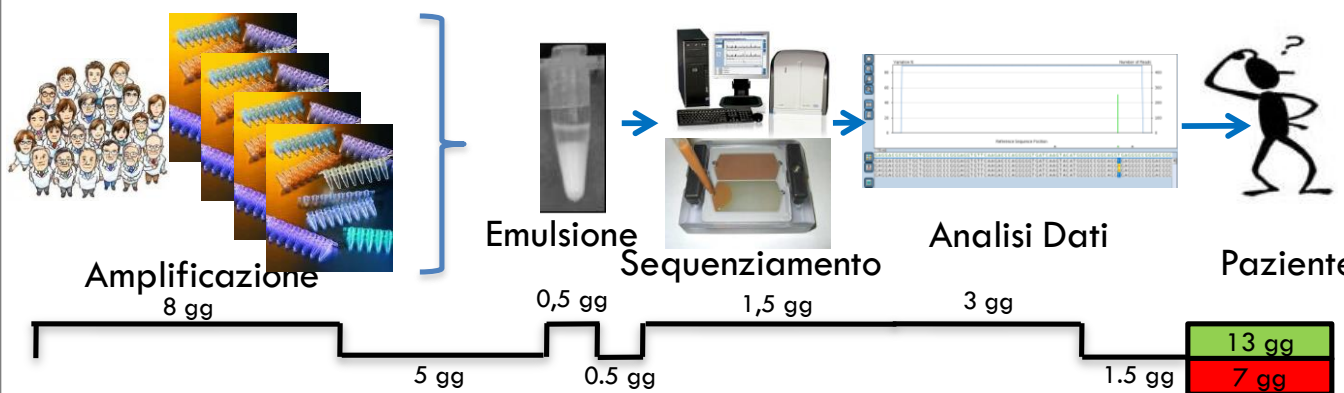 ?
Emulsione
Analisi Dati
Sequenziamento
Paziente
Amplificazione
8 gg
0,5 gg
1,5 gg
3 gg
13 gg
5 gg
0.5 gg
1.5 gg
7 gg